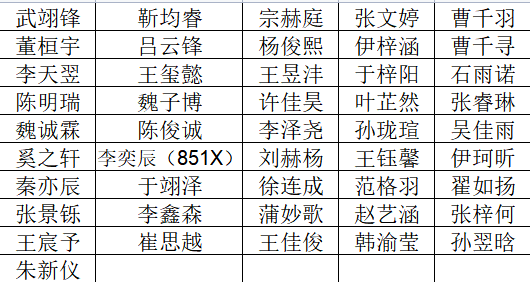 武翊锋 靳均睿 宗赫庭 张文婷 曹千羽
董桓宇 吕云锋 杨俊熙 伊梓涵 曹千寻
李天翌 王玺懿 王昱沣 于梓阳 石雨诺
陈明瑞 魏子博 许佳昊 叶芷然 张睿琳
魏诚霖 陈俊诚 李泽尧 孙珑瑄 吴佳雨
奚之轩 李奕辰（851X） 刘赫杨 王钰馨 伊珂昕
秦亦辰 于翊泽 徐连成 范格羽 翟如扬
张景铄 李鑫森 蒲妙歌 赵艺涵 张梓何
王宸予 崔思越 王佳俊 韩渝莹 孙翌晗
朱新仪